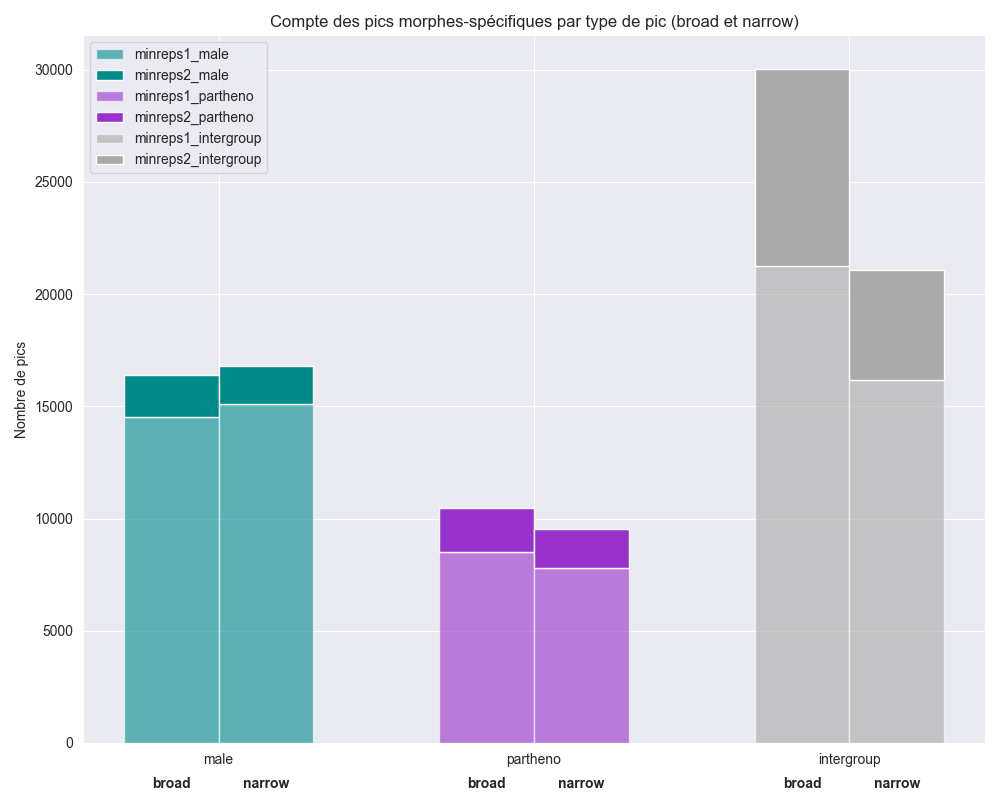 Compte des pics morphes-spécifiques par type de pic (broad et narrow)
minreps1_male
minreps2_male
minreps1_partheno
minreps2_partheno
minreps1_intergroup
minreps2_intergroup
Nombre de pics
30000
25000
20000
15000
10000
5000
0
male partheno intergroup
broad narrow broad narrow broad narrow